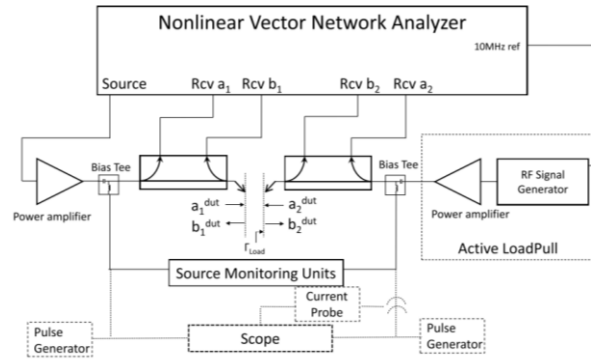 Nonlinear Vector Network Analyzer
10MHz ref
Source Rcv a₁ Rcv b₁ Rcv b₂ Rcv a₂
Bias Tee
Bias Tee
Power amplifier
a₁ᵈᵘᵗ
a₂ᵈᵘᵗ
b₁ᵈᵘᵗ
b₂ᵈᵘᵗ
Γ_Load
RF Signal
Generator
Power amplifier
Active LoadPull
Source Monitoring Units
Current
Probe
Pulse
Generator
Scope
Pulse
Generator